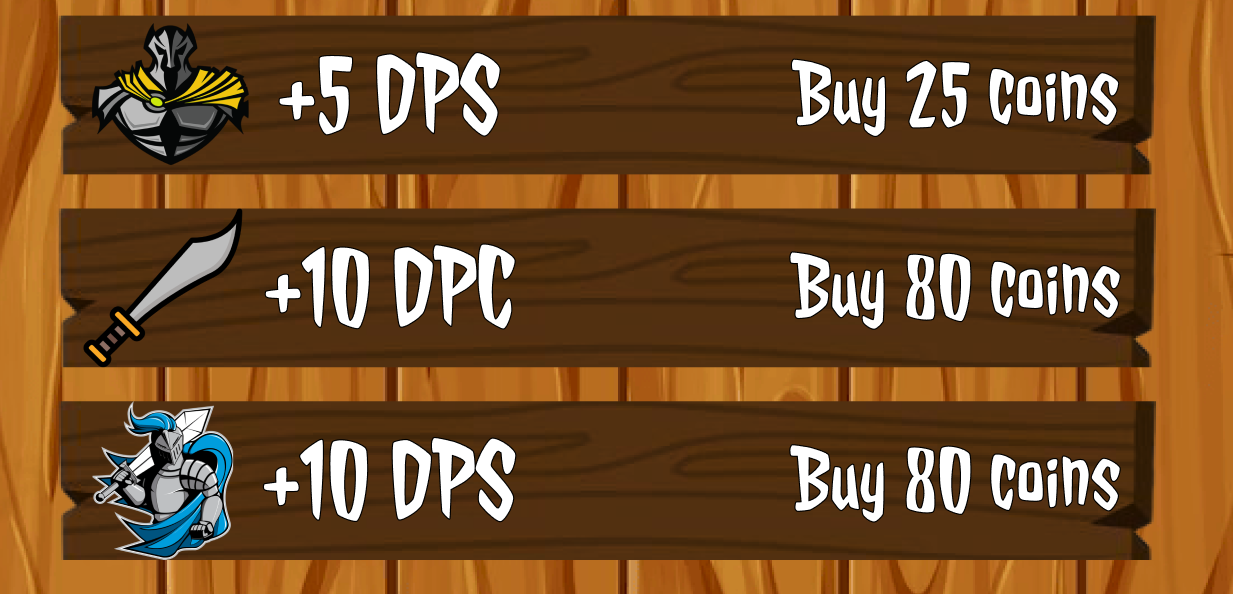 +5 DPS Buy 25 coins
+10 DPC Buy 80 coins
+10 DPS Buy 80 coins